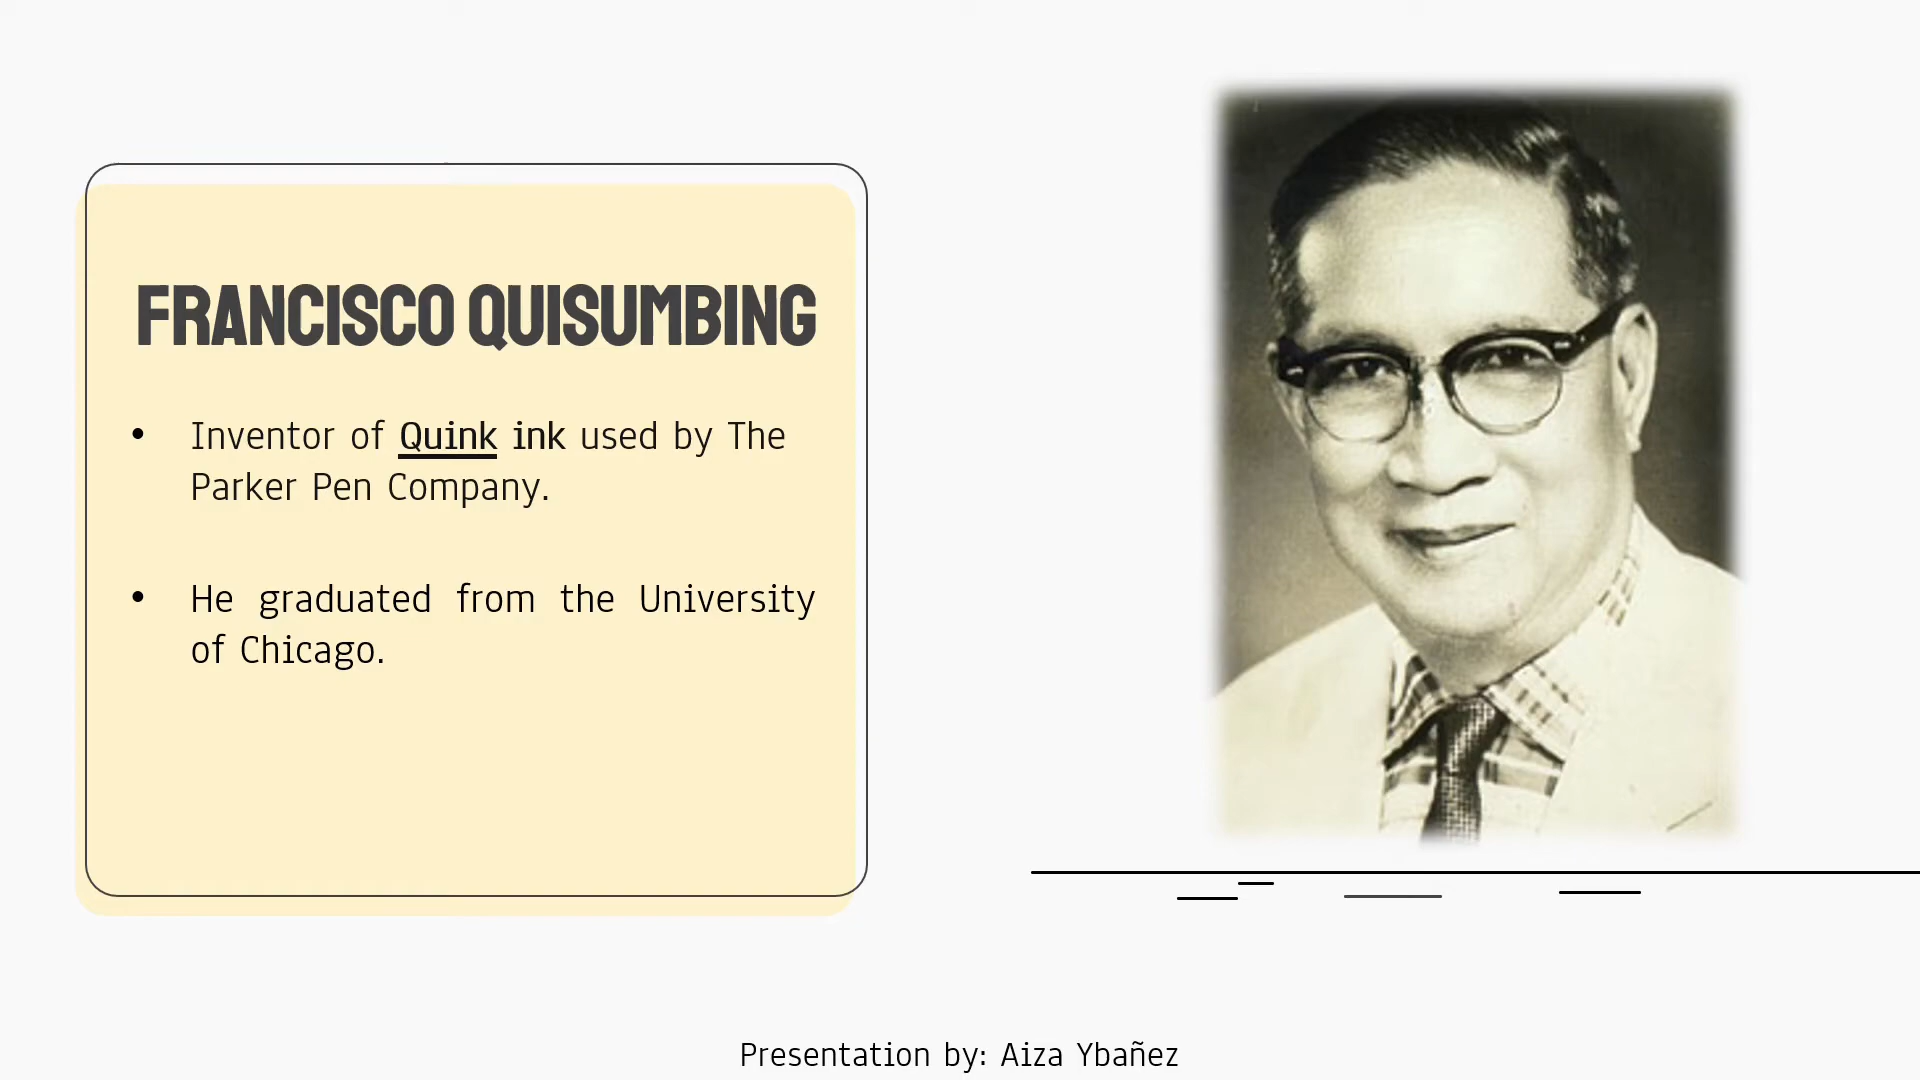 FRANCISCO QUISUMBING
• Inventor of Quink ink used by The
Parker Pen Company.
• He graduated from the University
of Chicago.
Presentation by: Aiza Ybañez